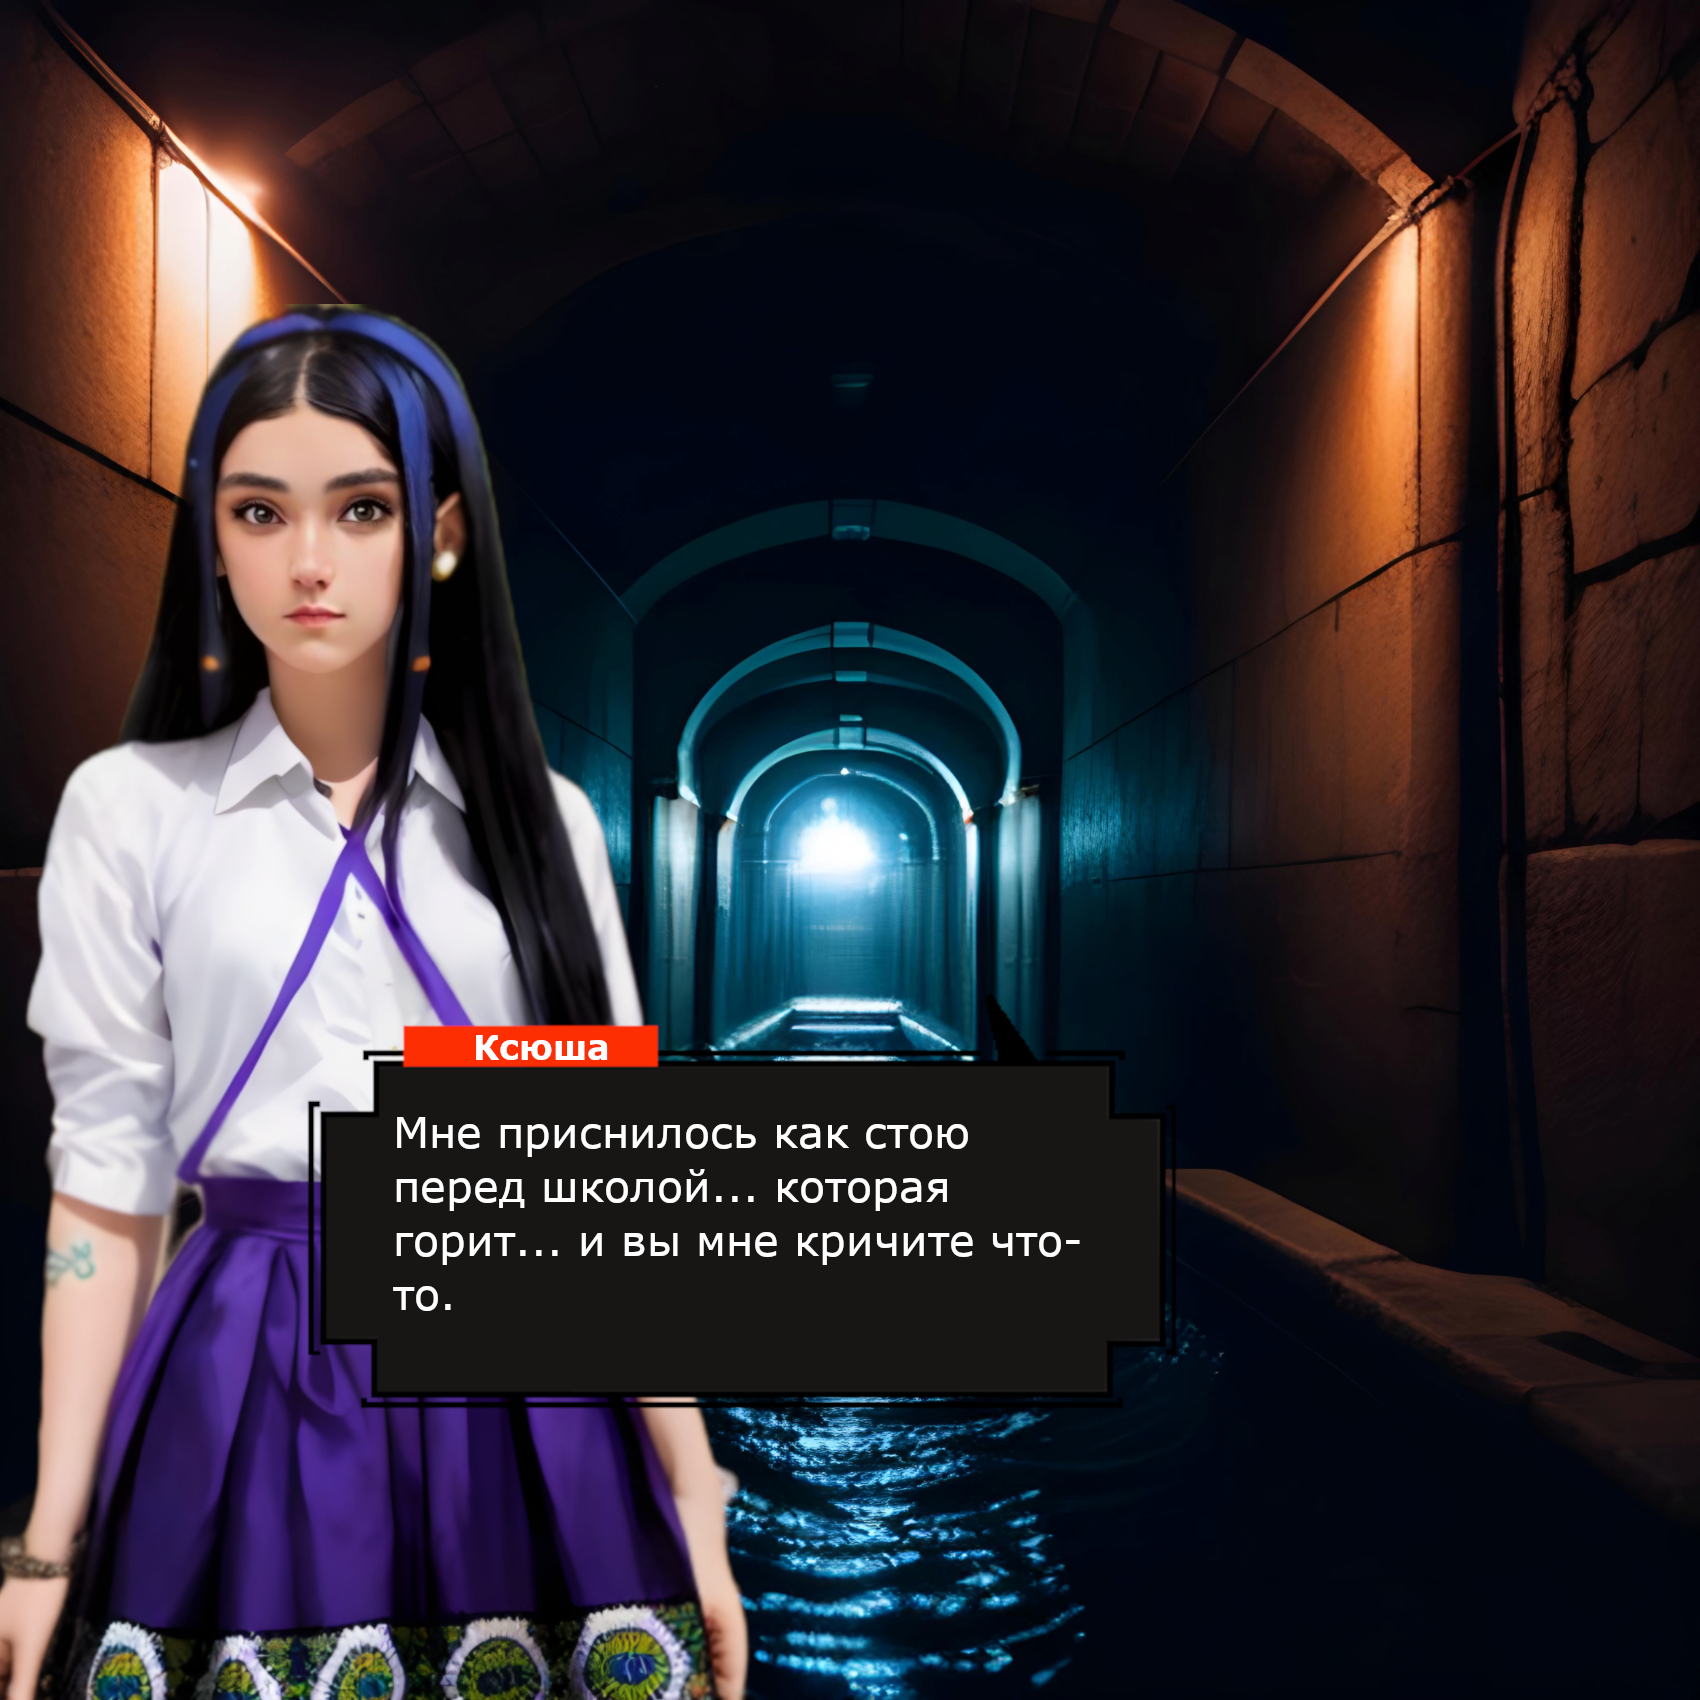 Ксюша
Мне приснилось как стою
перед школой... которая
горит... и вы мне кричите что-
то.